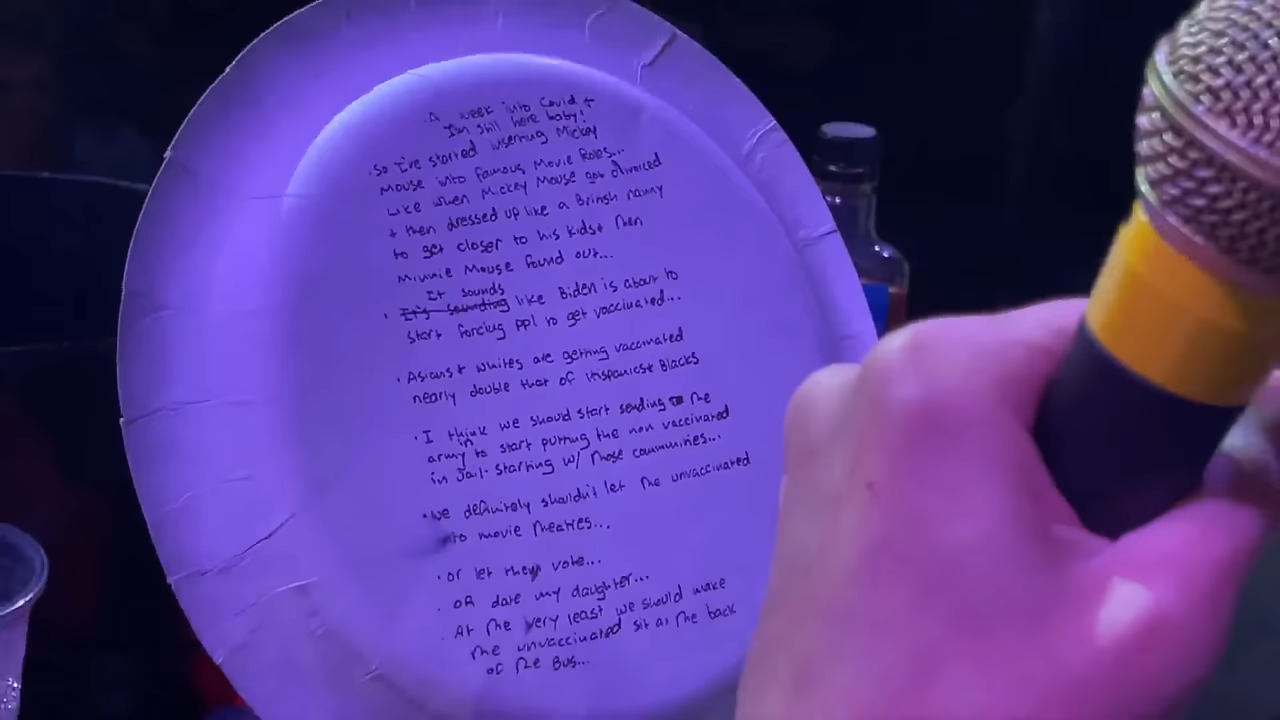 A week into Covid +
I'm still here baby!
· So I've started inserting Mickey
Mouse into famous Movie Roles...
Like when Mickey Mouse got divorced
+ then dressed up like a British nanny
to get closer to his kids + then
Minnie Mouse found out...
It sounds
· It's sounding like Biden is about to
start forcing ppl to get vaccinated...
· Asians + whites are getting vaccinated
nearly double that of Hispanics + Blacks
· I think we should start sending the
army in to start putting the non vaccinated
in Jail - starting w/ those communities...
· We definitely shouldn't let the unvaccinated
into movie theatres...
· or let them vote...
· OR date my daughter...
· At the very least we should make
the unvaccinated sit at the back
of the Bus...